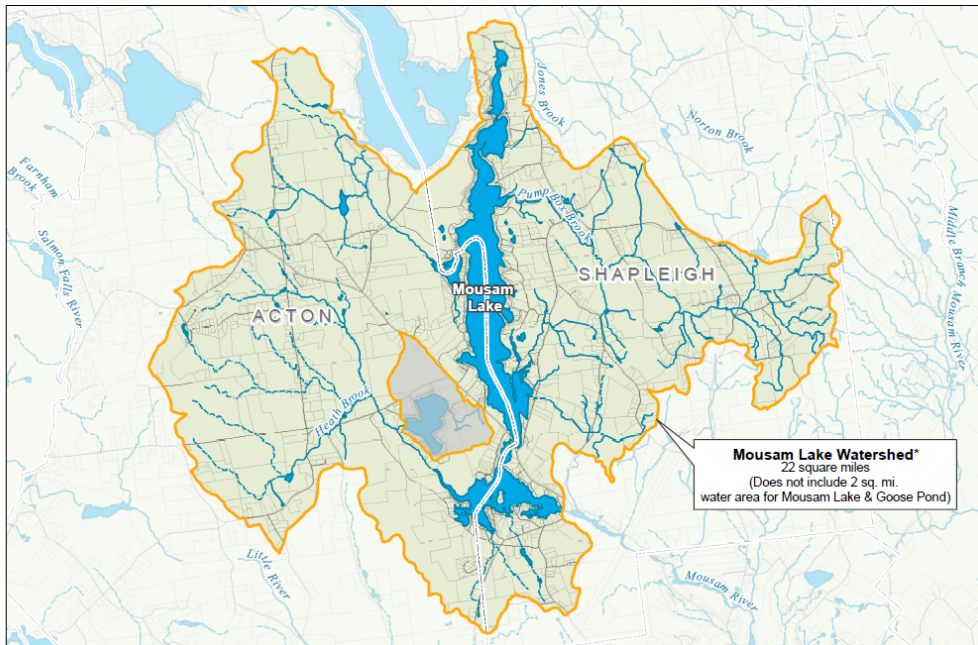 Jones Brook
Norton Brook
Farnham
Brook
Pump Box Brook
Salmon Falls River
Middle Branch Mousam River
SHAPLEIGH
Mousam
Lake
ACTON
Heath Brook
Mousam Lake Watershed*
22 square miles
(Does not include 2 sq. mi.
water area for Mousam Lake & Goose Pond)
Little River
Mousam River